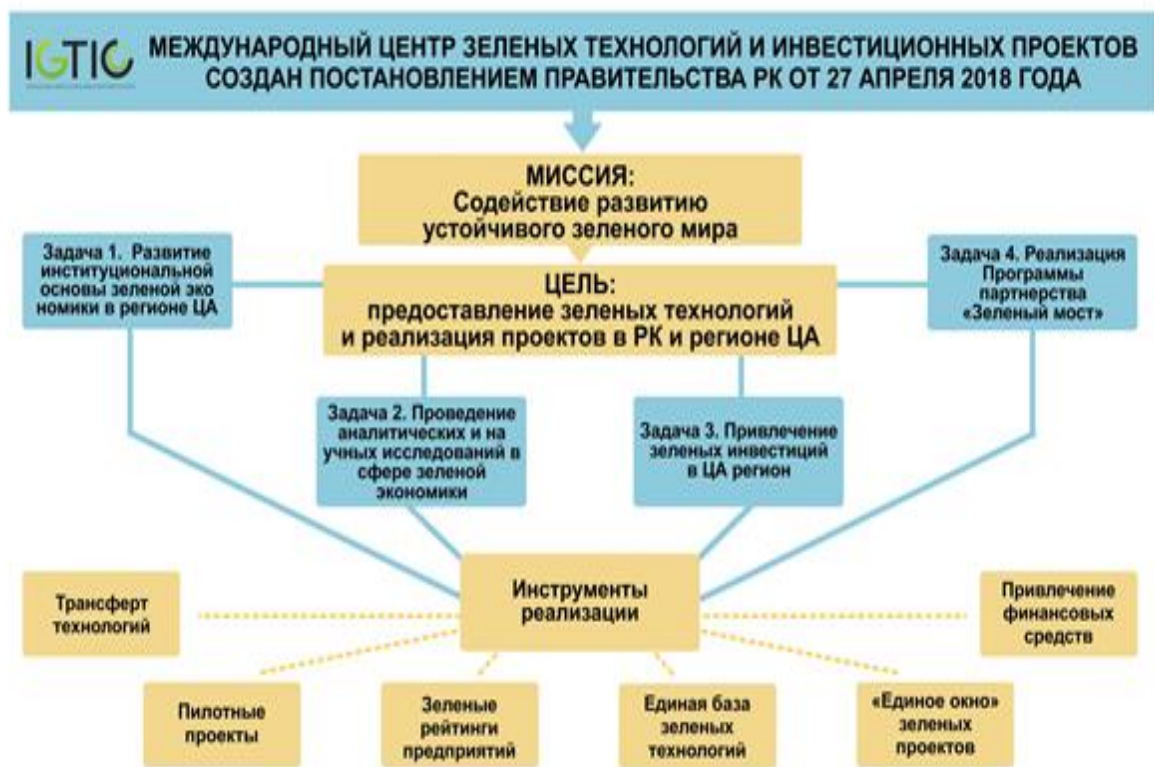 IGTIC
МЕЖДУНАРОДНЫЙ ЦЕНТР ЗЕЛЕНЫХ ТЕХНОЛОГИЙ И ИНВЕСТИЦИОННЫХ ПРОЕКТОВ
СОЗДАН ПОСТАНОВЛЕНИЕМ ПРАВИТЕЛЬСТВА РК ОТ 27 АПРЕЛЯ 2018 ГОДА
МИССИЯ:
Содействие развитию
устойчивого зеленого мира
Задача 1. Развитие
институциональной
основы зеленой эко
номики в регионе ЦА
ЦЕЛЬ:
предоставление зеленых технологий
и реализация проектов в РК и регионе ЦА
Задача 4. Реализация
Программы
партнерства
«Зеленый мост»
Задача 2. Проведение
аналитических и на
учных исследований в
сфере зеленой
экономики
Задача 3. Привлечение
зеленых инвестиций
в ЦА регион
Инструменты
реализации
Трансферт
технологий
Привлечение
финансовых
средств
Пилотные
проекты
Зеленые
рейтинги
предприятий
Единая база
зеленых
технологий
«Единое окно»
зеленых
проектов